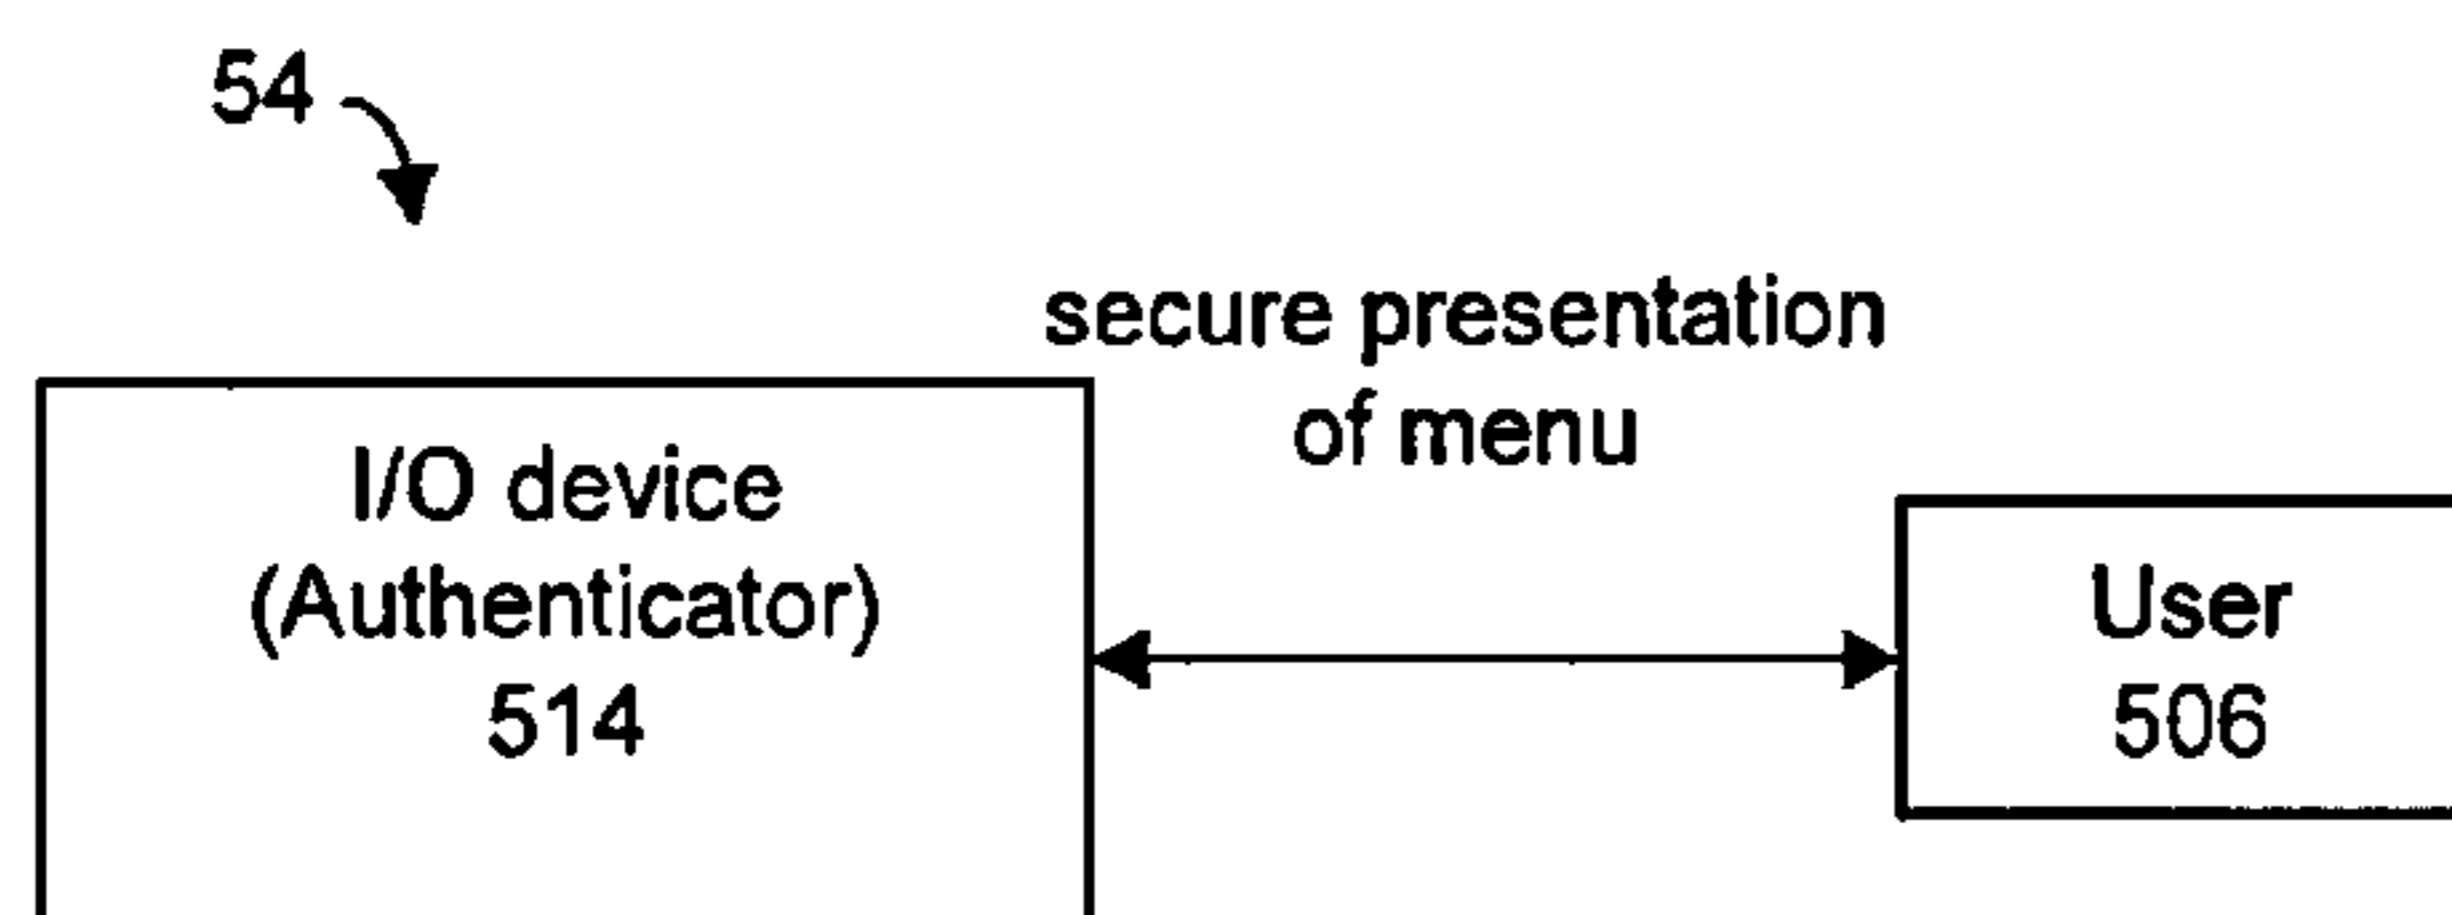 54
secure presentation
of menu
I/O device
(Authenticator)
514
User
506